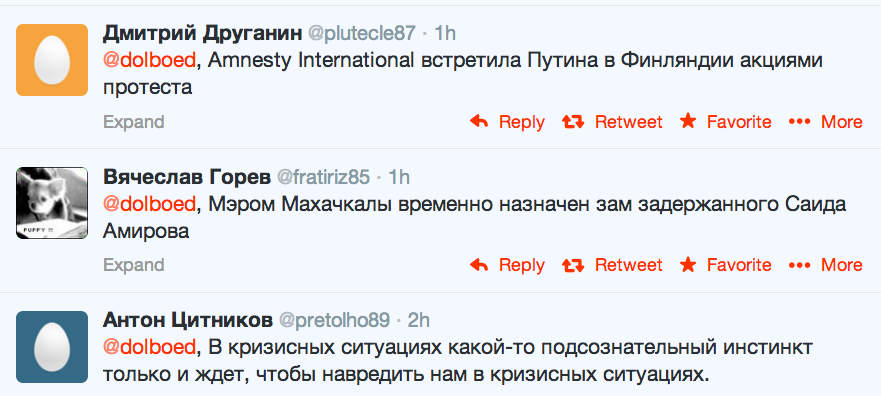 Дмитрий Друганин @plutecle87 · 1h
@dolboed, Amnesty International встретила Путина в Финляндии акциями
протеста
Expand Reply Retweet Favorite More
Вячеслав Горев @fratiriz85 · 1h
@dolboed, Мэром Махачкалы временно назначен зам задержанного Саида
Амирова
PUPPY !!
Expand Reply Retweet Favorite More
Антон Цитников @pretolho89 · 2h
@dolboed, В кризисных ситуациях какой-то подсознательный инстинкт
только и ждет, чтобы навредить нам в кризисных ситуациях.